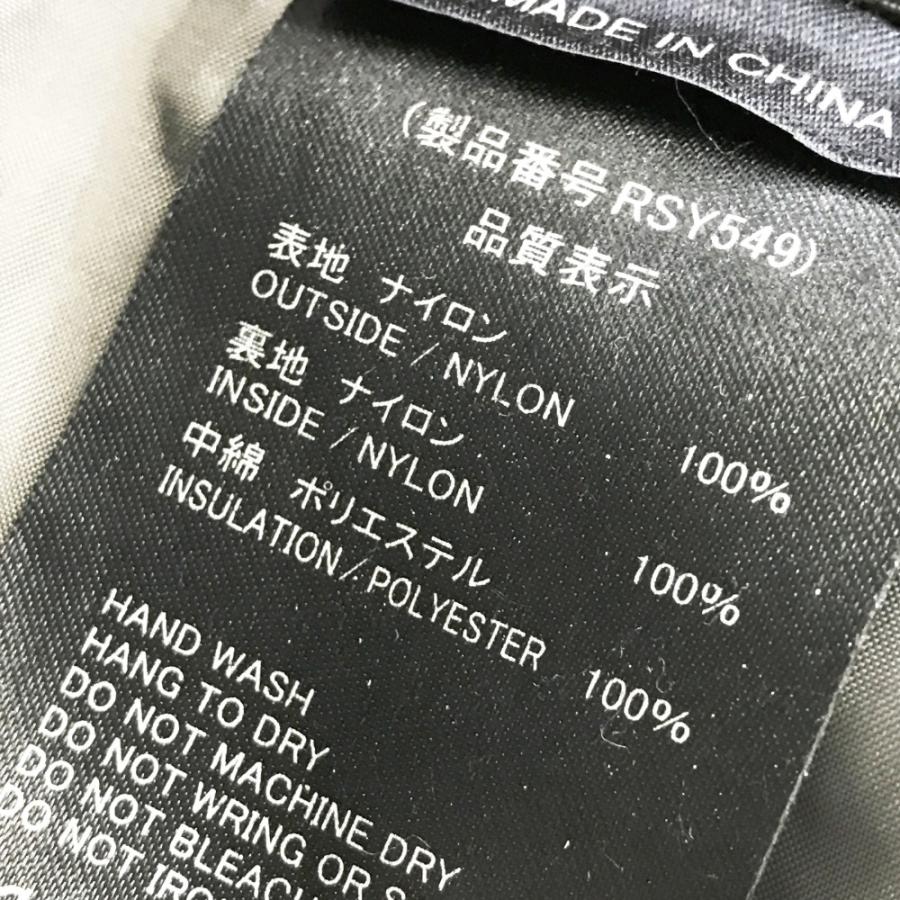 MADE IN CHINA
(製品番号RSY549)
品質表示
表地 ナイロン
OUTSIDE / NYLON 100%
裏地 ナイロン
INSIDE / NYLON 100%
中綿 ポリエステル
INSULATION/POLYESTER 100%
HAND WASH
HANG TO DRY
DO NOT MACHINE DRY
DO NOT WRING OR
DO NOT BLEACH
DO NOT IRON